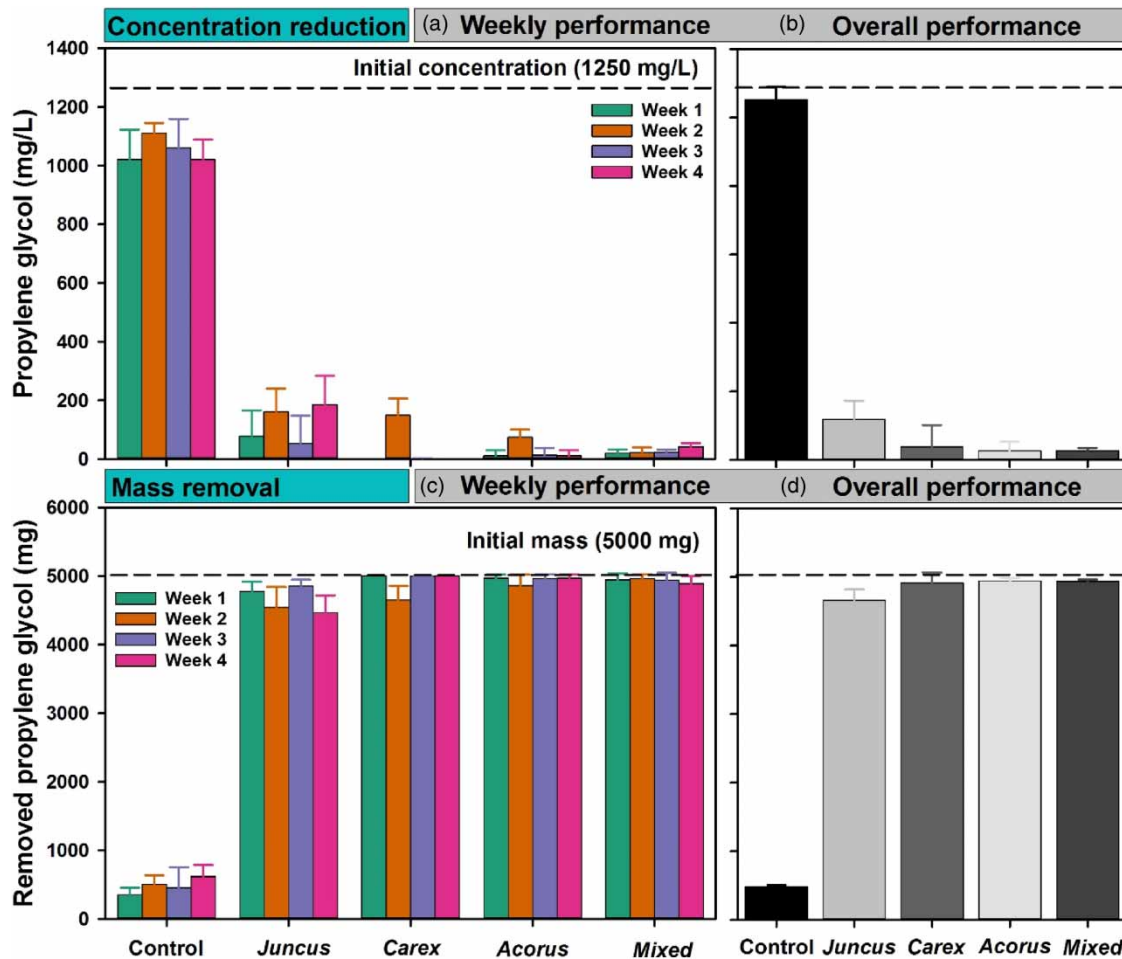 Concentration reduction (a) Weekly performance (b) Overall performance
1400
1200
1000
800
600
400
200
0
Propylene glycol (mg/L)
Initial concentration (1250 mg/L)
Week 1
Week 2
Week 3
Week 4
Mass removal (c) Weekly performance (d) Overall performance
6000
5000
4000
3000
2000
1000
0
Removed propylene glycol (mg)
Initial mass (5000 mg)
Week 1
Week 2
Week 3
Week 4
Control Juncus Carex Acorus Mixed
Control Juncus Carex Acorus Mixed